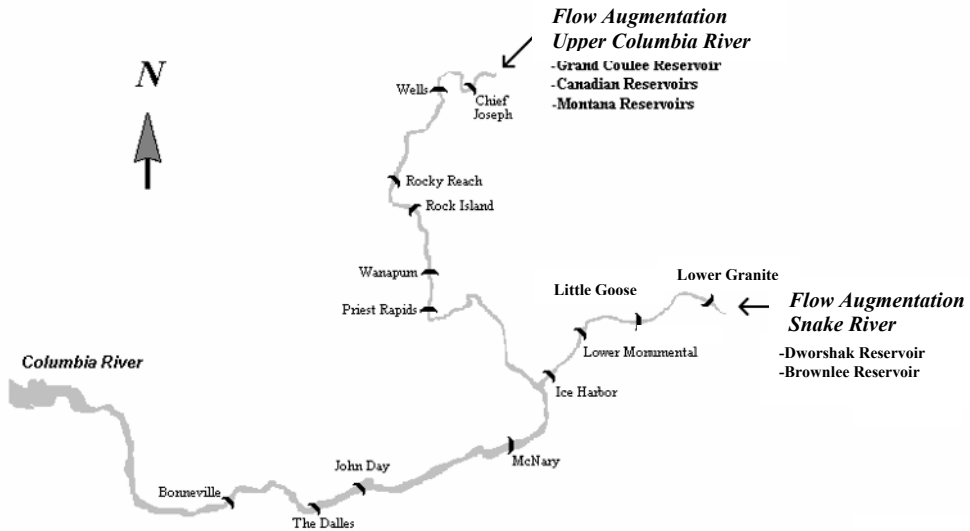 Flow Augmentation
Upper Columbia River
-Grand Coulee Reservoir
-Canadian Reservoirs
-Montana Reservoirs
N
Wells
Chief
Joseph
Rocky Reach
Rock Island
Wanapum
Priest Rapids
Little Goose
Lower Granite
Flow Augmentation
Snake River
-Dworshak Reservoir
-Brownlee Reservoir
Lower Monumental
Ice Harbor
Columbia River
McNary
John Day
Bonneville
The Dalles